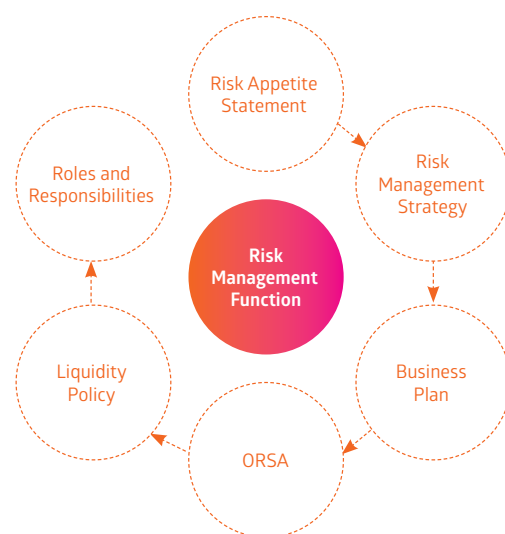 Risk Appetite
Statement
Risk
Management
Strategy
Business
Plan
ORSA
Liquidity
Policy
Roles and
Responsibilities
Risk
Management
Function